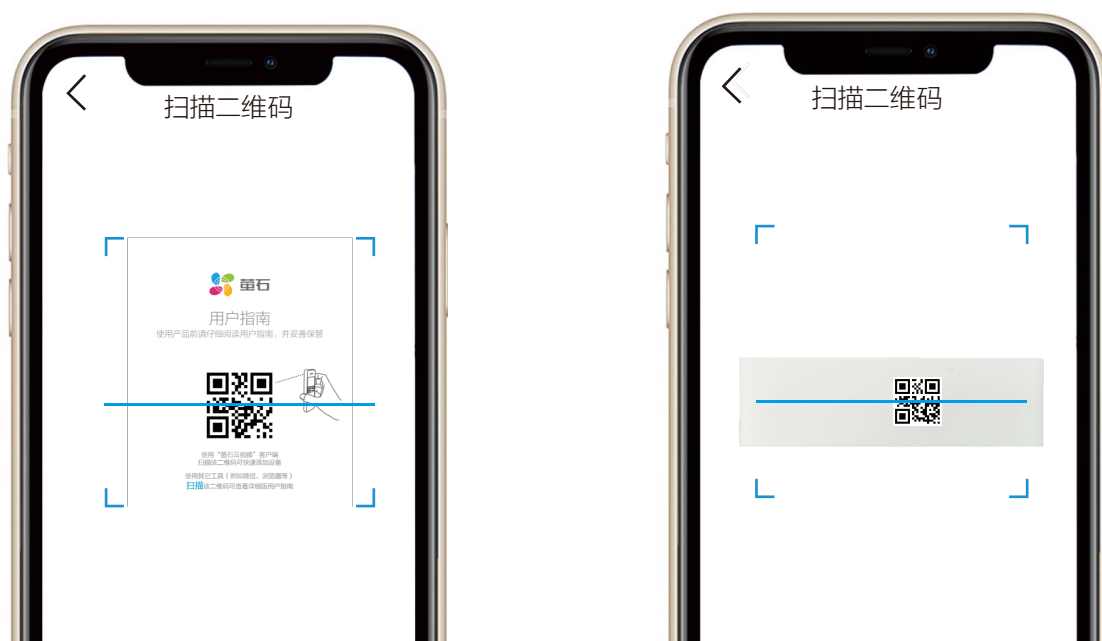 扫描二维码
萤石
用户指南
使用产品前请仔细阅读用户指南，并妥善保管
使用“萤石云视频”客户端
扫描该二维码可快速添加设备
使用其它工具（例如微信、浏览器等）
扫描该二维码可查看详细版用户指南
扫描二维码